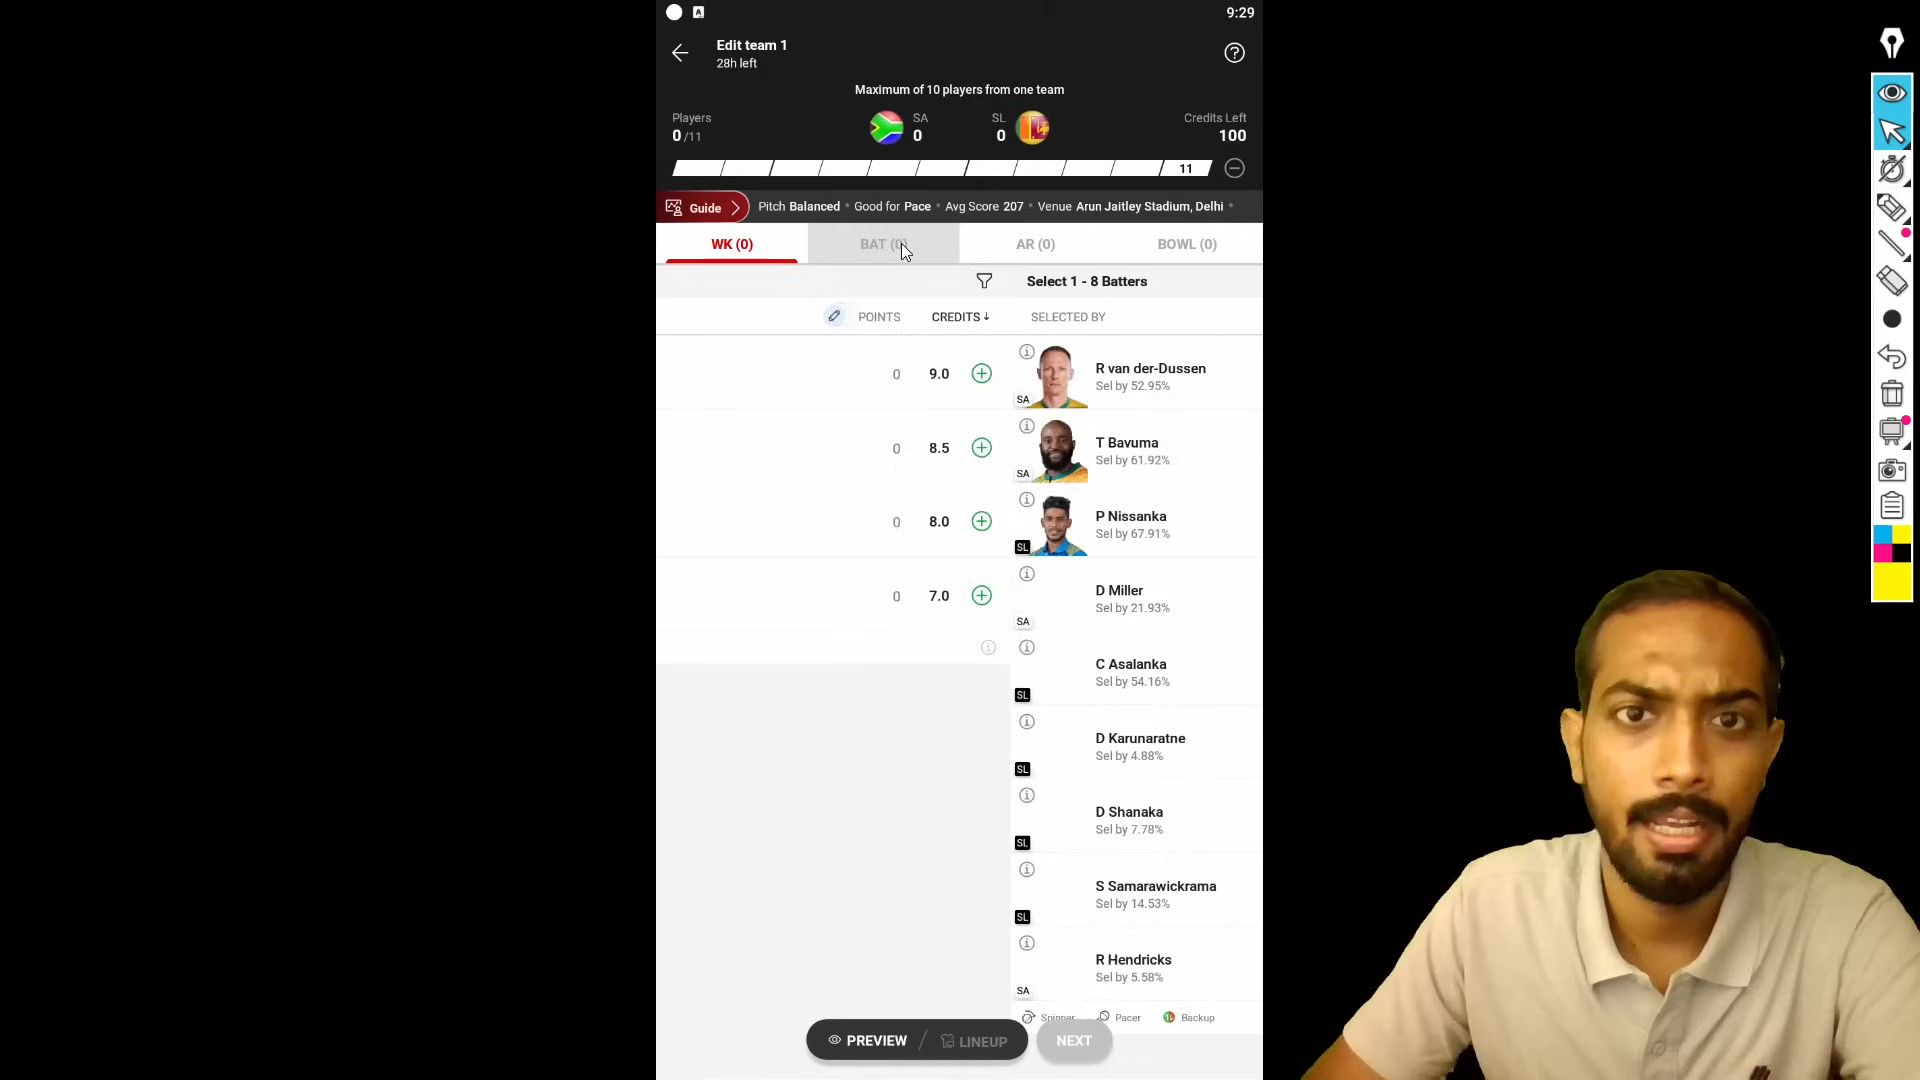 9:29
Edit team 1
28h left
Maximum of 10 players from one team
Players
0 /11
SA
0
SL
0
Credits Left
100
11
Guide
Pitch Balanced • Good for Pace • Avg Score 207 • Venue Arun Jaitley Stadium, Delhi •
WK (0)
BAT (0)
AR (0)
BOWL (0)
Select 1 - 8 Batters
POINTS
CREDITS↓
SELECTED BY
0 9.0
R van der-Dussen
Sel by 52.95%
SA
0 8.5
T Bavuma
Sel by 61.92%
SA
0 8.0
P Nissanka
Sel by 67.91%
SL
0 7.0
D Miller
Sel by 21.93%
SA
C Asalanka
Sel by 54.16%
SL
D Karunaratne
Sel by 4.88%
SL
D Shanaka
Sel by 7.78%
SL
S Samarawickrama
Sel by 14.53%
SL
R Hendricks
Sel by 5.58%
SA
Spinner
Pacer
Backup
PREVIEW
LINEUP
NEXT